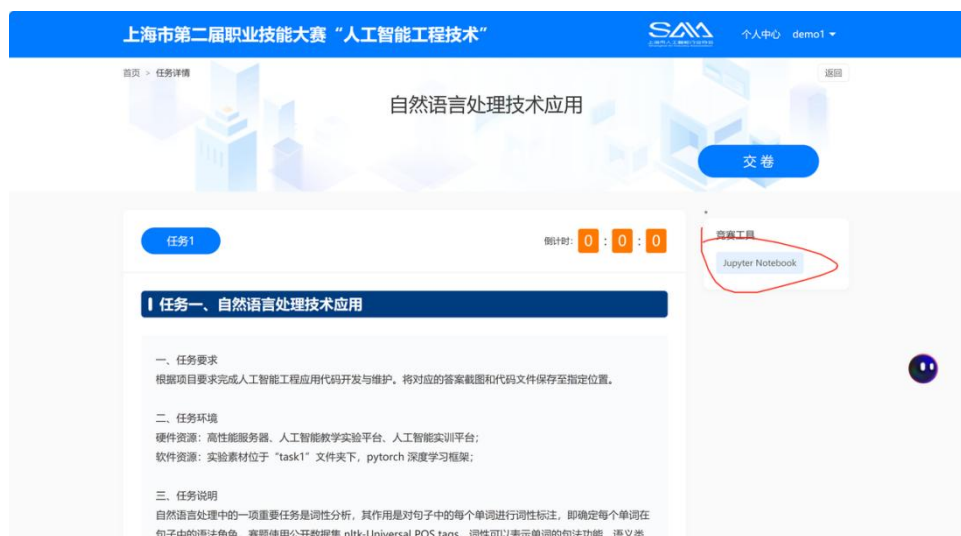 上海市第二届职业技能大赛“人工智能工程技术”
个人中心 demo1
首页 > 任务详情
返回
自然语言处理技术应用
交 卷
任务1
倒计时: 0 : 0 : 0
竞赛工具
Jupyter Notebook
任务一、自然语言处理技术应用
一、任务要求
根据项目要求完成人工智能工程应用代码开发与维护。将对应的答案截图和代码文件保存至指定位置。
二、任务环境
硬件资源：高性能服务器、人工智能教学实验平台、人工智能实训平台;
软件资源：实验素材位于 “task1” 文件夹下，pytorch 深度学习框架;
三、任务说明
自然语言处理中的一项重要任务是词性分析，其作用是对句子中的每个单词进行词性标注，即确定每个单词在
句子中的语法角色。赛题使用公开数据集 nltk-Universal POS tags，词性可以表示单词的句法功能、语义类